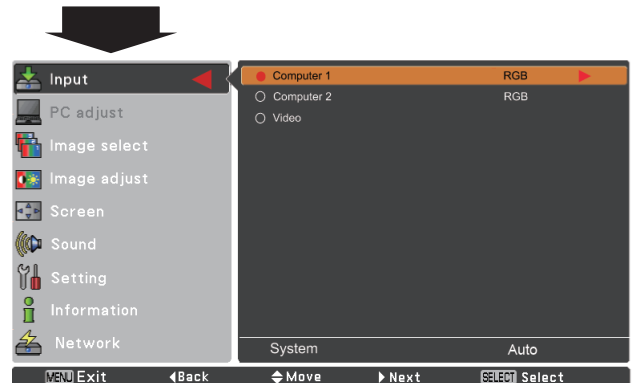 Input
PC adjust
Image select
Image adjust
Screen
Sound
Setting
Information
Network
Computer 1 RGB
Computer 2 RGB
Video
System Auto
MENU Exit Back Move Next SELECT Select